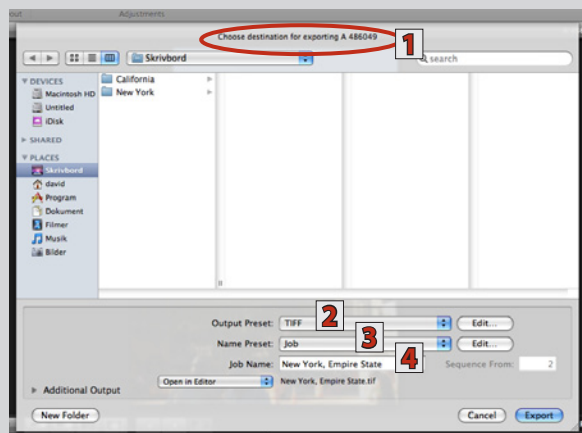 out
Adjustments
Choose destination for exporting A 486049
1
Skrivbord
search
DEVICES
Macintosh HD
Untitled
iDisk
SHARED
PLACES
Skrivbord
david
Program
Dokument
Filmer
Musik
Bilder
California
New York
Output Preset: TIFF 2 Edit...
Name Preset: Job 3 Edit...
Job Name: New York, Empire State 4 Sequence From: 2
Open in Editor New York, Empire State.tif
Additional Output
New Folder Cancel Export